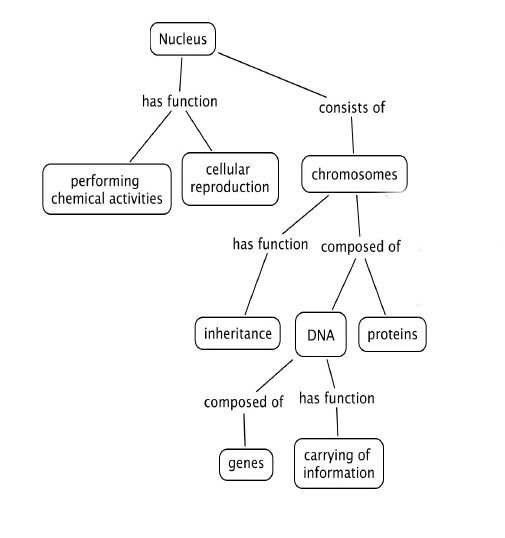 Nucleus
has function
consists of
performing
chemical activities
cellular
reproduction
chromosomes
has function
composed of
inheritance
DNA
proteins
composed of
has function
genes
carrying of
information